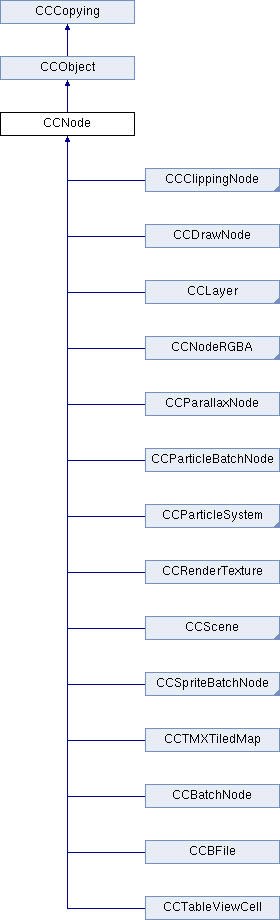 CCCopying
CCObject
CCNode
CCClippingNode
CCDrawNode
CCLayer
CCNodeRGBA
CCParallaxNode
CCParticleBatchNode
CCParticleSystem
CCRenderTexture
CCScene
CCSpriteBatchNode
CCTMXTiledMap
CCBatchNode
CCBFile
CCTableViewCell